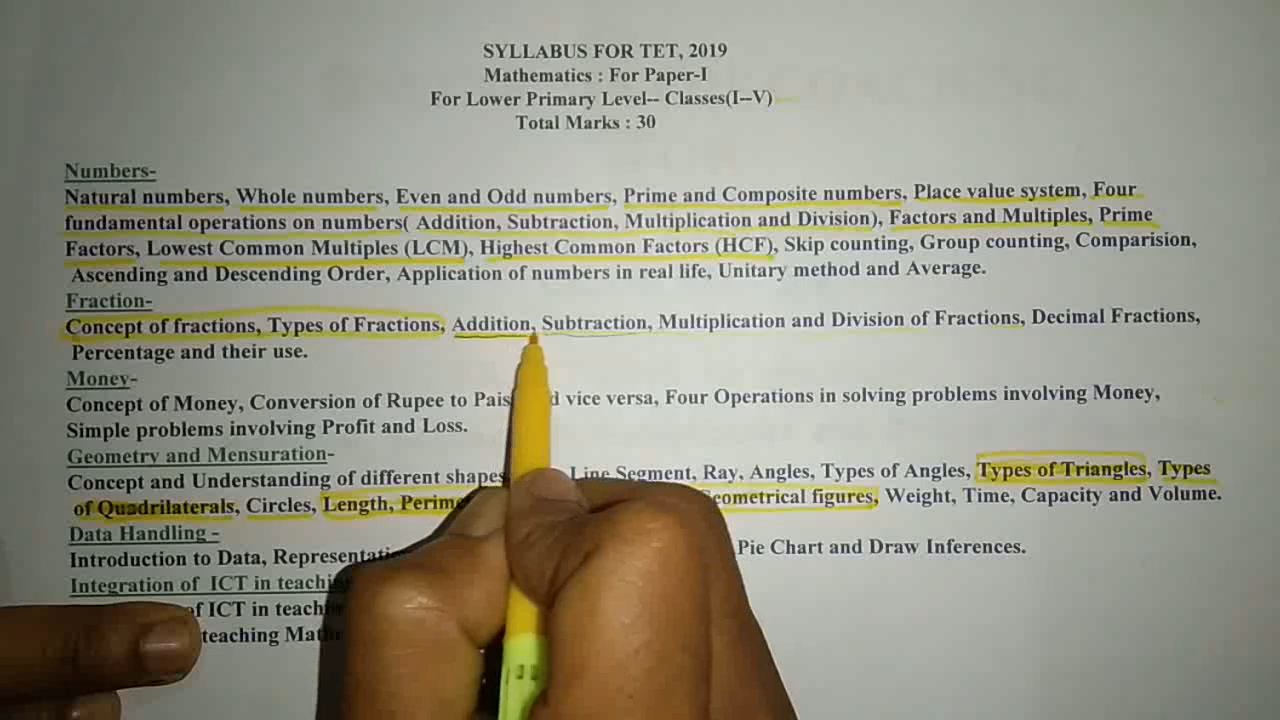 SYLLABUS FOR TET, 2019
Mathematics : For Paper-I
For Lower Primary Level-- Classes(I--V)
Total Marks : 30
Numbers-
Natural numbers, Whole numbers, Even and Odd numbers, Prime and Composite numbers, Place value system, Four
fundamental operations on numbers( Addition, Subtraction, Multiplication and Division), Factors and Multiples, Prime
Factors, Lowest Common Multiples (LCM), Highest Common Factors (HCF), Skip counting, Group counting, Comparision,
Ascending and Descending Order, Application of numbers in real life, Unitary method and Average.
Fraction-
Concept of fractions, Types of Fractions, Addition, Subtraction, Multiplication and Division of Fractions, Decimal Fractions,
Percentage and their use.
Money-
Concept of Money, Conversion of Rupee to vice versa, Four Operations in solving problems involving Money,
Simple problems involving Profit and Loss.
Geometry and Mensuration-
Concept and Understanding of different shapes Line Segment, Ray, Angles, Types of Angles, Types of Triangles, Types
of Quadrilaterals, Circles, Length, Geometrical figures, Weight, Time, Capacity and Volume.
Data Handling -
Introduction to Data, Pie Chart and Draw Inferences.
Integration of ICT in
of ICT in
teaching